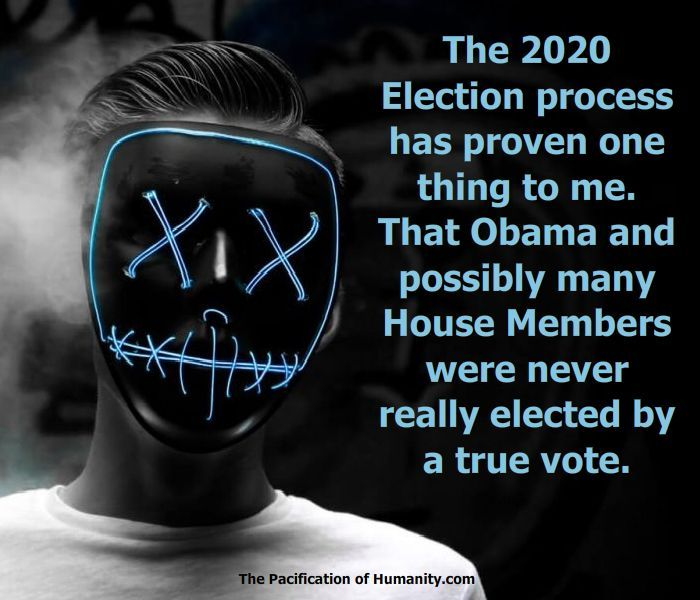 The 2020
Election process
has proven one
thing to me.
That Obama and
possibly many
House Members
were never
really elected by
a true vote.
The Pacification of Humanity.com